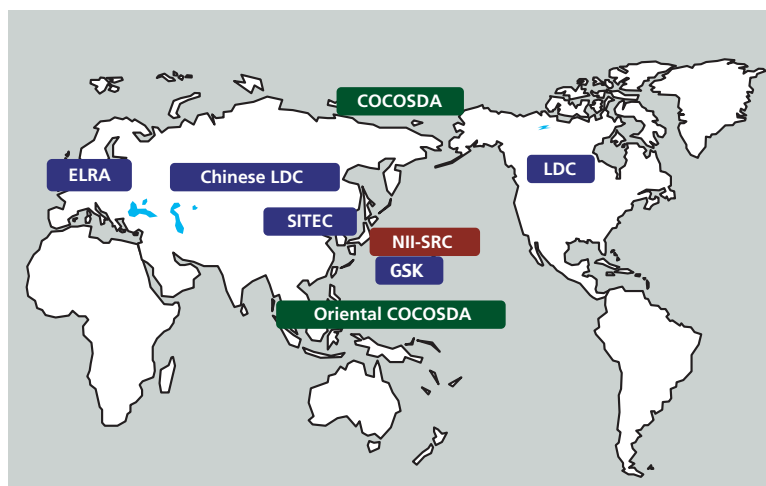 COCOSDA
ELRA
Chinese LDC
LDC
SITEC
NII-SRC
GSK
Oriental COCOSDA